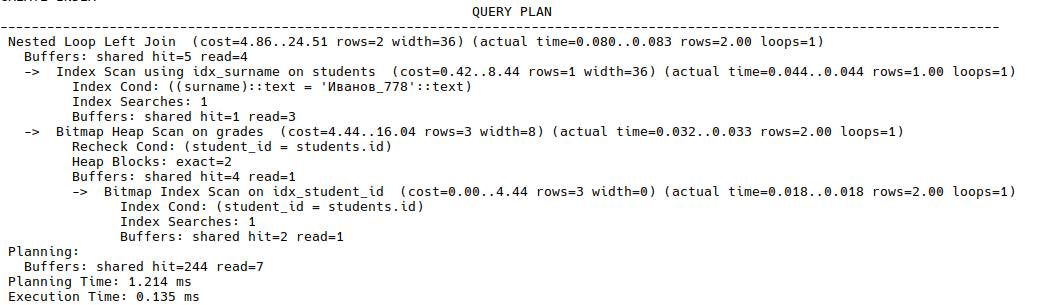 QUERY PLAN
---------------------------------------------------------------------------------------------------------------------------
Nested Loop Left Join  (cost=4.86..24.51 rows=2 width=36) (actual time=0.080..0.083 rows=2.00 loops=1)
  Buffers: shared hit=5 read=4
  ->  Index Scan using idx_surname on students  (cost=0.42..8.44 rows=1 width=36) (actual time=0.044..0.044 rows=1.00 loops=1)
        Index Cond: ((surname)::text = 'Иванов_778'::text)
        Index Searches: 1
        Buffers: shared hit=1 read=3
  ->  Bitmap Heap Scan on grades  (cost=4.44..16.04 rows=3 width=8) (actual time=0.032..0.033 rows=2.00 loops=1)
        Recheck Cond: (student_id = students.id)
        Heap Blocks: exact=2
        Buffers: shared hit=4 read=1
        ->  Bitmap Index Scan on idx_student_id  (cost=0.00..4.44 rows=3 width=0) (actual time=0.018..0.018 rows=2.00 loops=1)
              Index Cond: (student_id = students.id)
              Index Searches: 1
              Buffers: shared hit=2 read=1
Planning:
  Buffers: shared hit=244 read=7
Planning Time: 1.214 ms
Execution Time: 0.135 ms